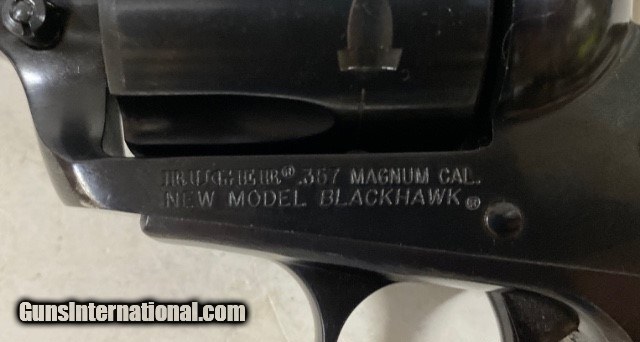 RUGER® .357 MAGNUM CAL.
NEW MODEL BLACKHAWK®
GunsInternational.com